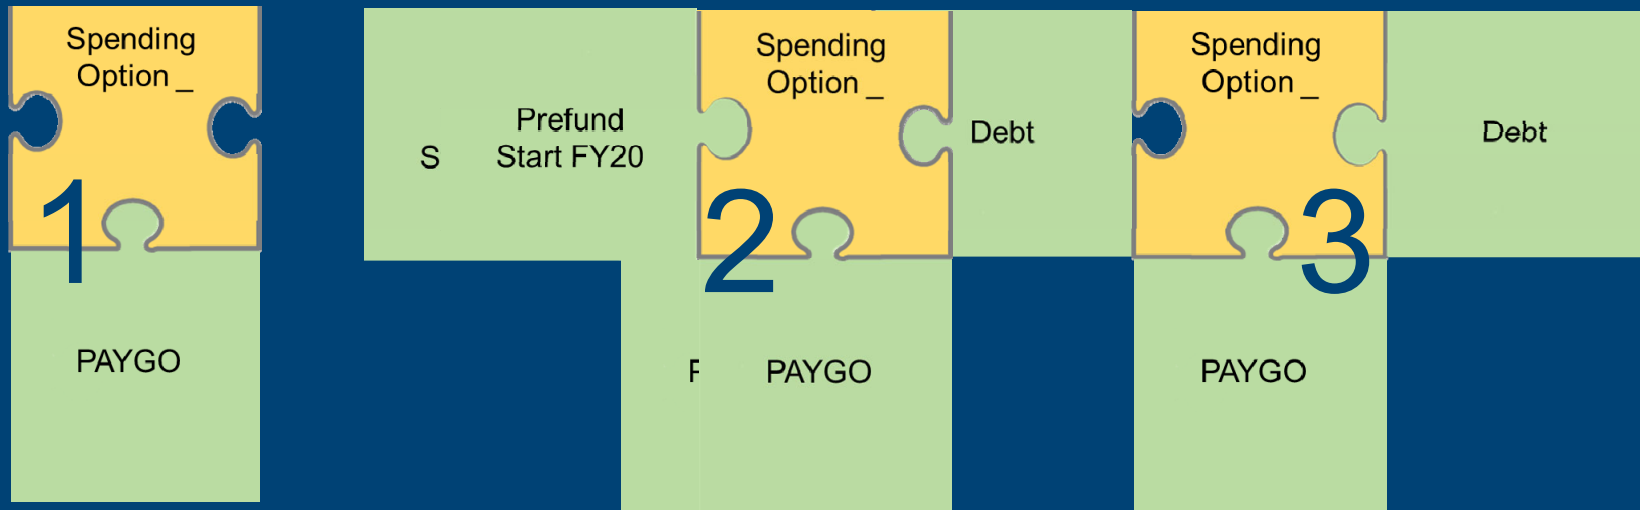 Spending
Option _
1
PAYGO
S
Prefund
Start FY20
Spending
Option _
2
Debt
PAYGO
Spending
Option _
3
Debt
PAYGO